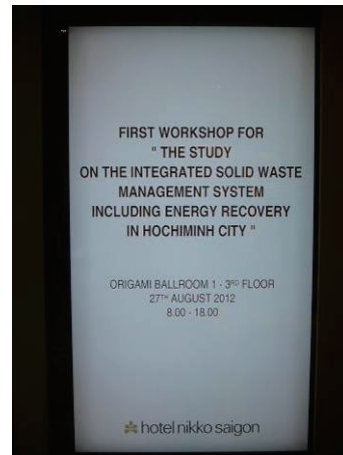 FIRST WORKSHOP FOR
" THE STUDY
ON THE INTEGRATED SOLID WASTE
MANAGEMENT SYSTEM
INCLUDING ENERGY RECOVERY
IN HOCHIMINH CITY "
ORIGAMI BALLROOM 1 - 3RD FLOOR
27TH AUGUST 2012
8.00 - 18.00
hotel nikko saigon